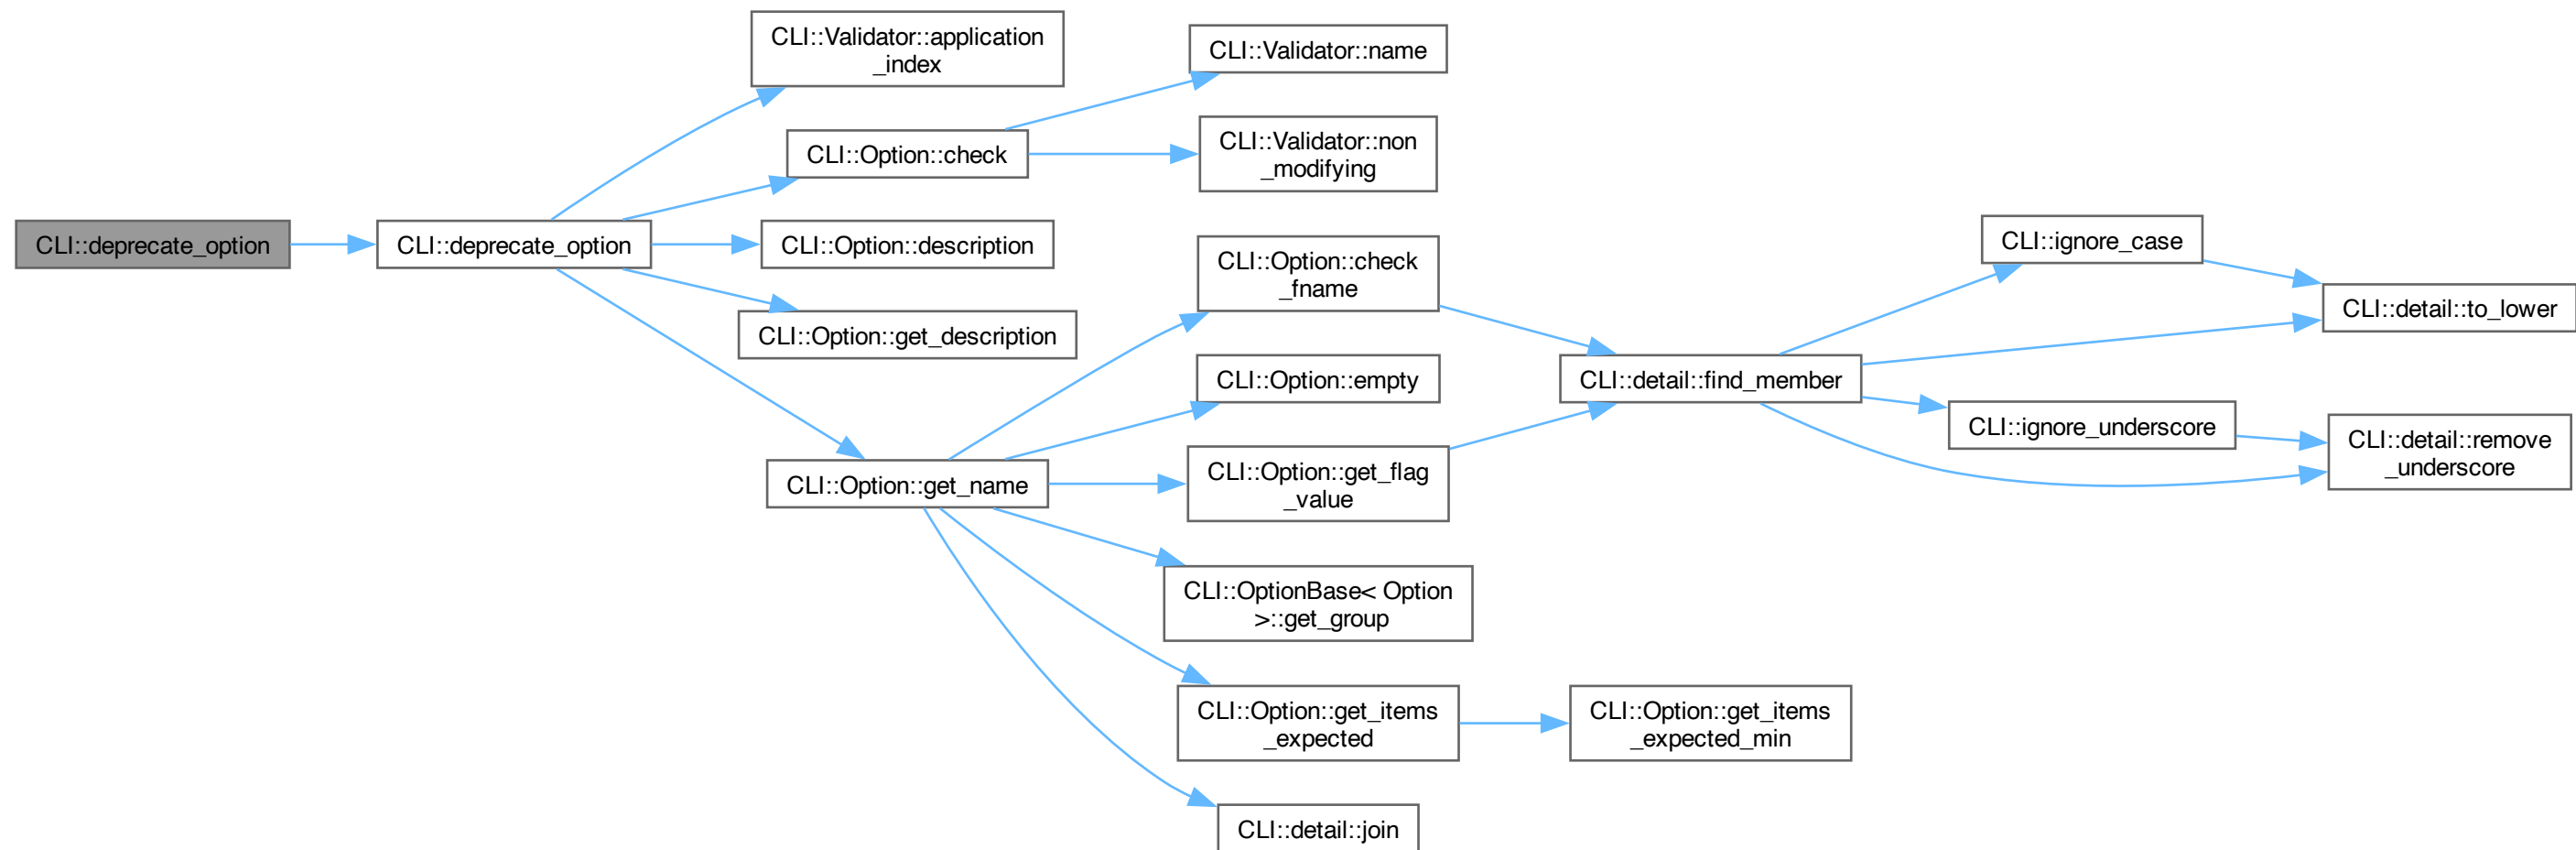 CLI::deprecate_option
CLI::deprecate_option
CLI::Validator::application
_index
CLI::Option::check
CLI::Option::description
CLI::Option::get_description
CLI::Option::get_name
CLI::Validator::name
CLI::Validator::non
_modifying
CLI::Option::check
_fname
CLI::Option::empty
CLI::Option::get_flag
_value
CLI::OptionBase< Option
>::get_group
CLI::Option::get_items
_expected
CLI::detail::join
CLI::detail::find_member
CLI::Option::get_items
_expected_min
CLI::ignore_case
CLI::ignore_underscore
CLI::detail::to_lower
CLI::detail::remove
_underscore